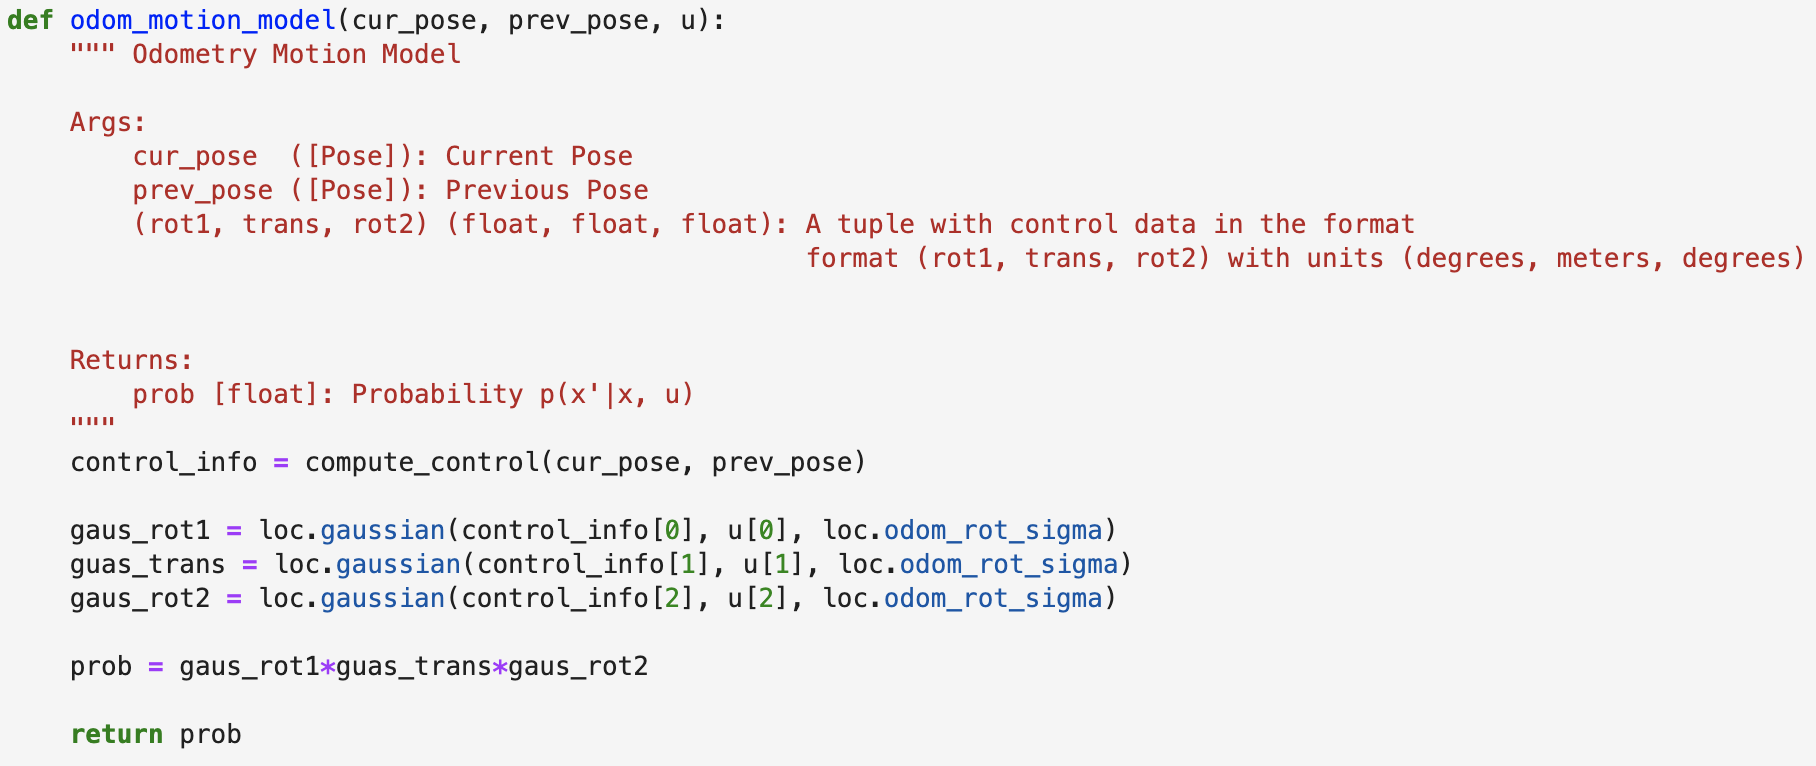 def odom_motion_model(cur_pose, prev_pose, u):
    """ Odometry Motion Model

    Args:
        cur_pose  ([Pose]): Current Pose
        prev_pose ([Pose]): Previous Pose
        (rot1, trans, rot2) (float, float, float): A tuple with control data in the format
                                                   format (rot1, trans, rot2) with units (degrees, meters, degrees)


    Returns:
        prob [float]: Probability p(x'|x, u)
    """
    control_info = compute_control(cur_pose, prev_pose)

    gaus_rot1 = loc.gaussian(control_info[0], u[0], loc.odom_rot_sigma)
    guas_trans = loc.gaussian(control_info[1], u[1], loc.odom_rot_sigma)
    gaus_rot2 = loc.gaussian(control_info[2], u[2], loc.odom_rot_sigma)

    prob = gaus_rot1*guas_trans*gaus_rot2

    return prob